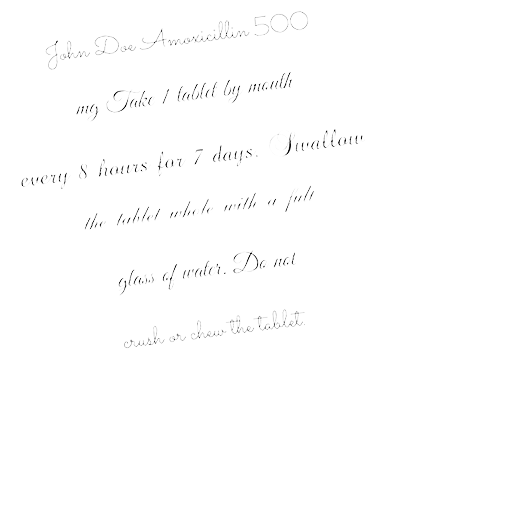 John Doe Amoxicillin 500
mg Take 1 tablet by mouth
every 8 hours for 7 days. Swallow
the tablet whole with a full
glass of water. Do not
crush or chew the tablet.